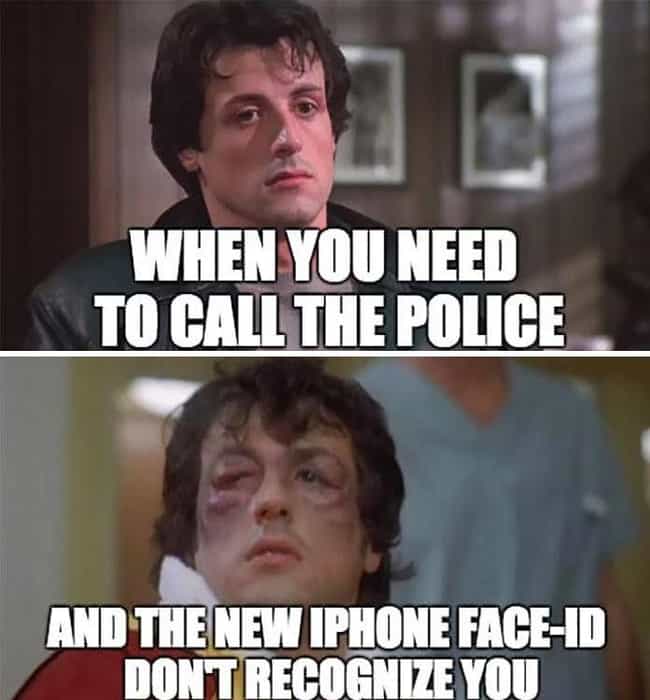 WHEN YOU NEED
TO CALL THE POLICE
AND THE NEW IPHONE FACE-ID
DON'T RECOGNIZE YOU